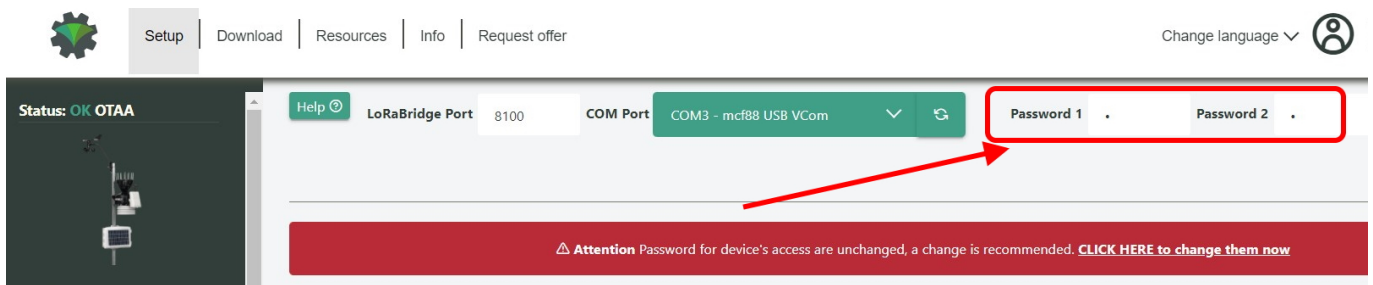 Setup Download Resources Info Request offer Change language
Status: OK OTAA
Help LoRaBridge Port 8100 COM Port COM3 - mcf88 USB VCom Password 1 . Password 2 .
Attention Password for device's access are unchanged, a change is recommended. CLICK HERE to change them now